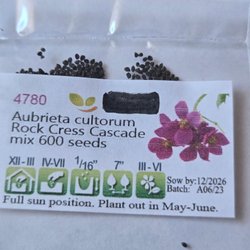 4780
Aubrieta cultorum
Rock Cress Cascade
mix 600 seeds
XII-III IV-VII 1/16" 7" III-VI
Sow by:12/2026
Batch: A06/23
Full sun position. Plant out in May-June.